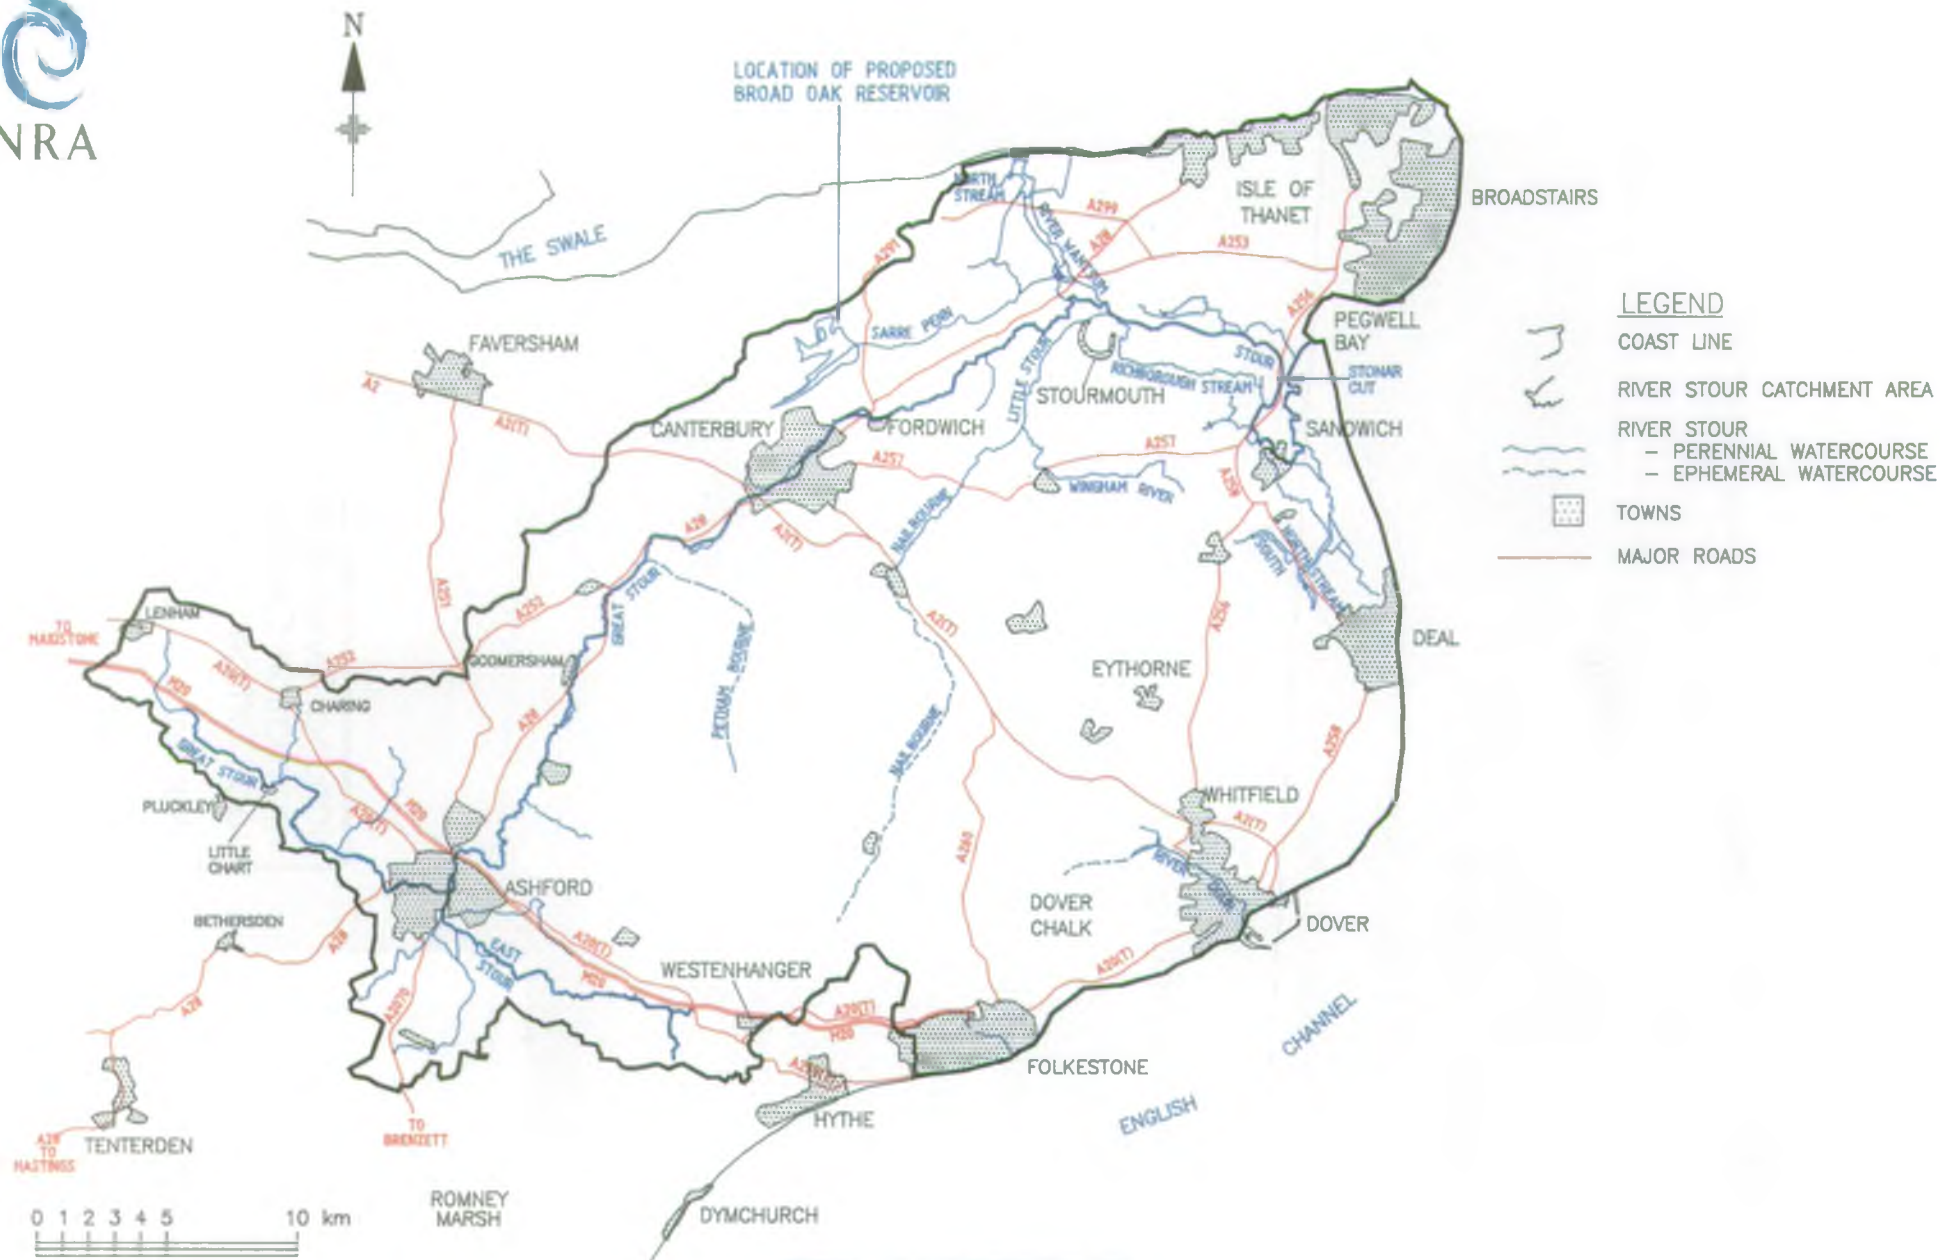 NRA
N
LOCATION OF PROPOSED
BROAD OAK RESERVOIR
THE SWALE
NORTH
STREAM
RIVER WANTSUM
A299
A28
A253
ISLE OF
THANET
BROADSTAIRS
A291
A256
PEGWELL
BAY
SARRE PENN
FAVERSHAM
A2
A2(T)
LITTLE STOUR
STOURMOUTH
RICHBOROUGH STREAM
STOUR
STONAR
CUT
CANTERBURY
FORDWICH
SANDWICH
A257
A257
WINGHAM RIVER
A258
NAILBOURNE
A28
A2(T)
NORTH STREAM
SOUTH
LEGEND
COAST LINE
RIVER STOUR CATCHMENT AREA
RIVER STOUR
– PERENNIAL WATERCOURSE
– EPHEMERAL WATERCOURSE
TOWNS
MAJOR ROADS
A251
A252
GREAT STOUR
LENHAM
TO
MAIDSTONE
A20(T)
A252
GODMERSHAM
PETHAM BOURNE
A2(T)
A256
DEAL
EYTHORNE
M20
CHARING
A28
NAILBOURNE
A258
GREAT STOUR
PLUCKLEY
A20(T)
M20
LITTLE
CHART
WHITFIELD
A2(T)
A260
RIVER DOUR
ASHFORD
DOVER
CHALK
DOVER
BETHERSDEN
A28
EAST
STOUR
A20(T)
M20
WESTENHANGER
A20(T)
A28
A2070
A20(T)
M20
CHANNEL
FOLKESTONE
HYTHE
ENGLISH
TO
BRENZETT
A28
TO
HASTINGS
TENTERDEN
ROMNEY
MARSH
DYMCHURCH
0 1 2 3 4 5 10 km